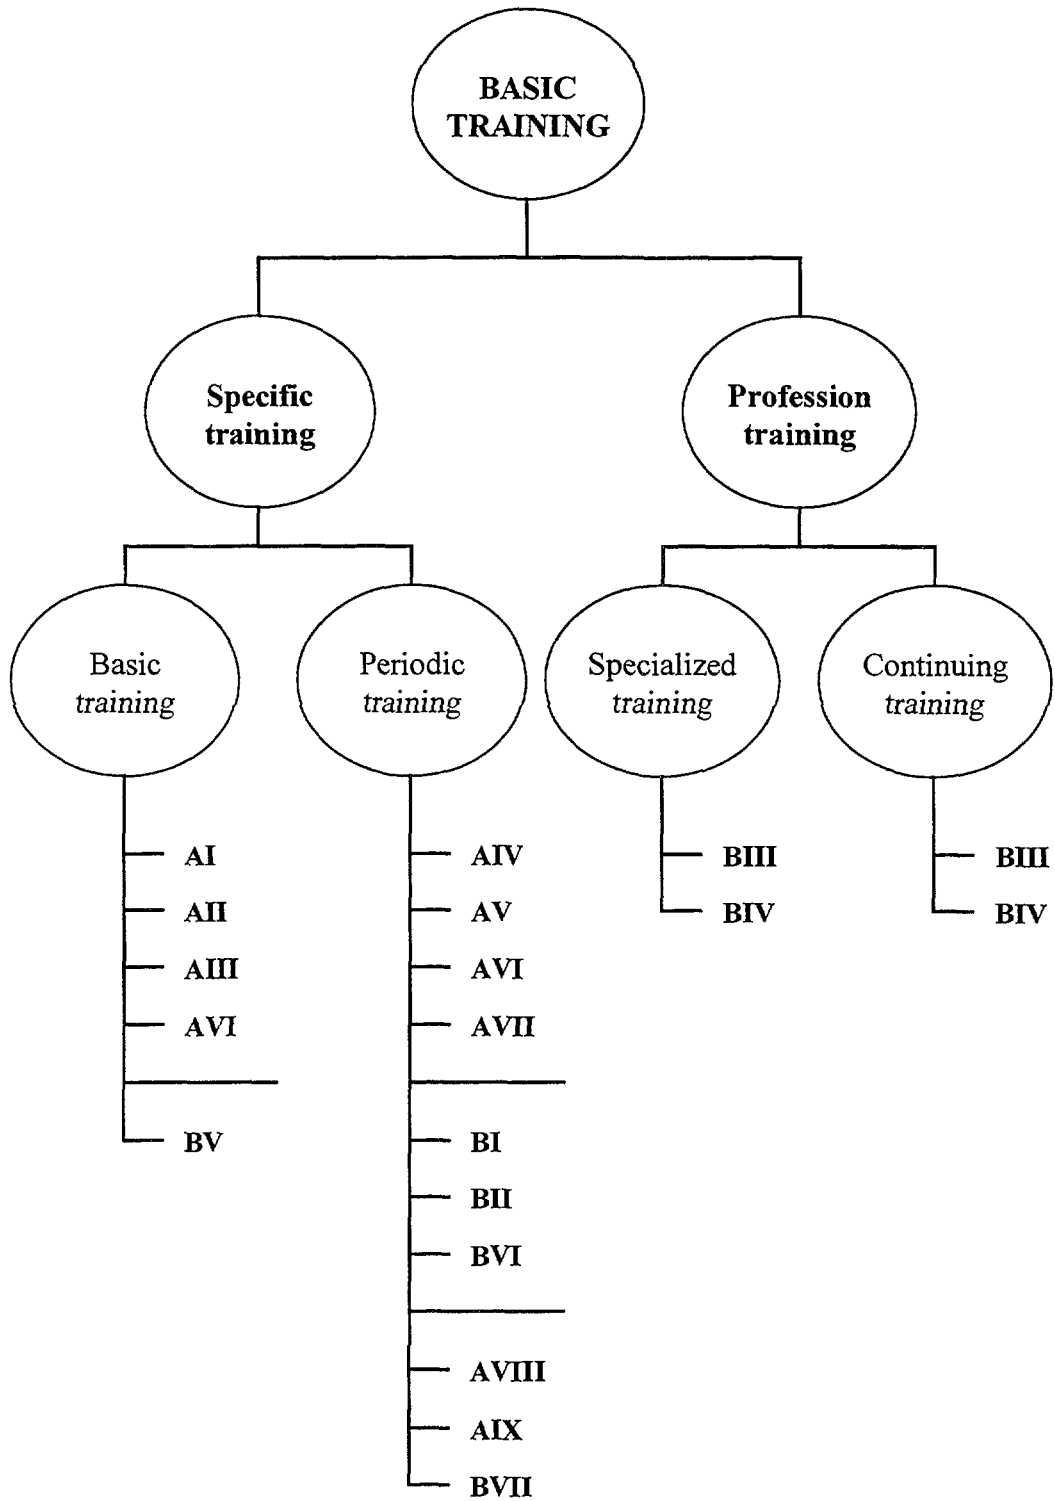 BASIC
TRAINING
Specific
training
Profession
training
Basic
training
Periodic
training
Specialized
training
Continuing
training
AI
AII
AIII
AVI
BV
AIV
AV
AVI
AVII
BI
BII
BVI
AVIII
AIX
BVII
BIII
BIV
BIII
BIV